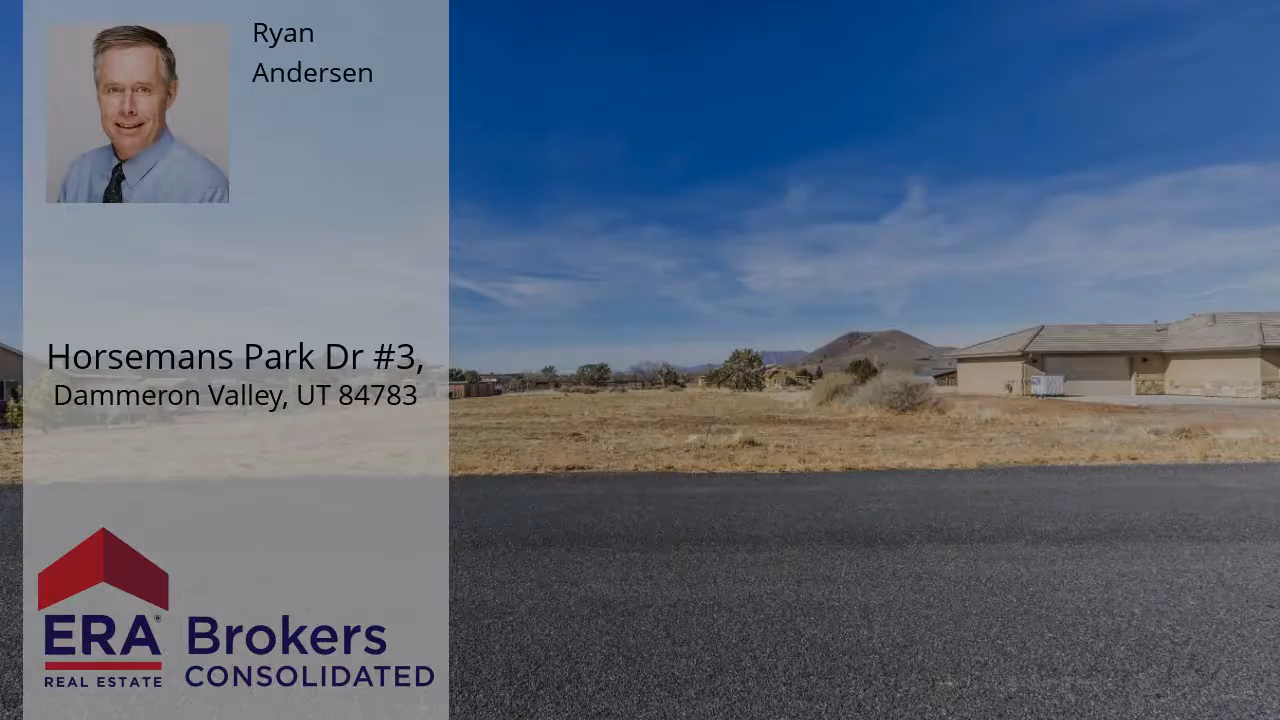 Ryan
Andersen
Horsemans Park Dr #3,
Dammeron Valley, UT 84783
ERA® Brokers
REAL ESTATE CONSOLIDATED